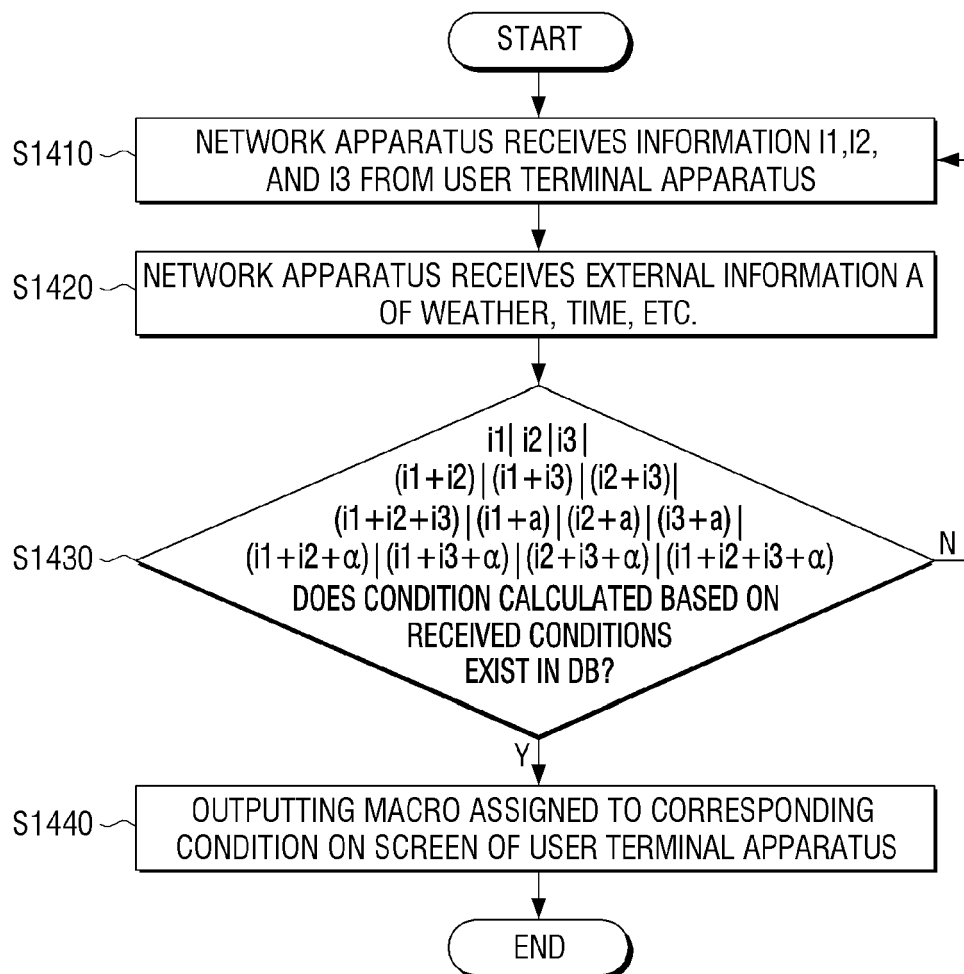 START
S1410
NETWORK APPARATUS RECEIVES INFORMATION I1,I2,
AND I3 FROM USER TERMINAL APPARATUS
S1420
NETWORK APPARATUS RECEIVES EXTERNAL INFORMATION A
OF WEATHER, TIME, ETC.
i1| i2 |i3|
(i1+i2)|(i1+i3)|(i2+i3)|
(i1+i2+i3)|(i1+a)|(i2+a)|(i3+a)|
S1430
(i1+i2+α)|(i1+i3+α)|(i2+i3+α)|(i1+i2+i3+α)
N
DOES CONDITION CALCULATED BASED ON
RECEIVED CONDITIONS
EXIST IN DB?
Y
S1440
OUTPUTTING MACRO ASSIGNED TO CORRESPONDING
CONDITION ON SCREEN OF USER TERMINAL APPARATUS
END